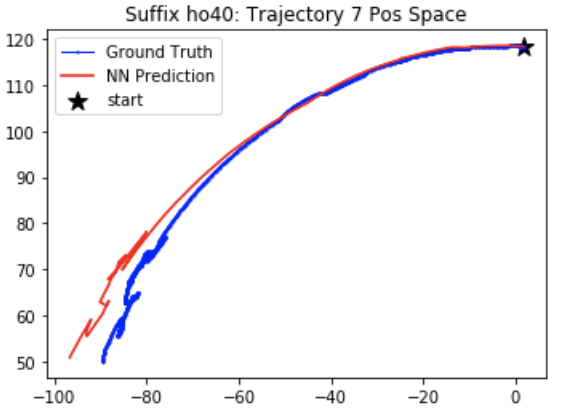 Suffix ho40: Trajectory 7 Pos Space
120
110
100
90
80
70
60
50
Ground Truth
NN Prediction
start
−100 −80 −60 −40 −20 0